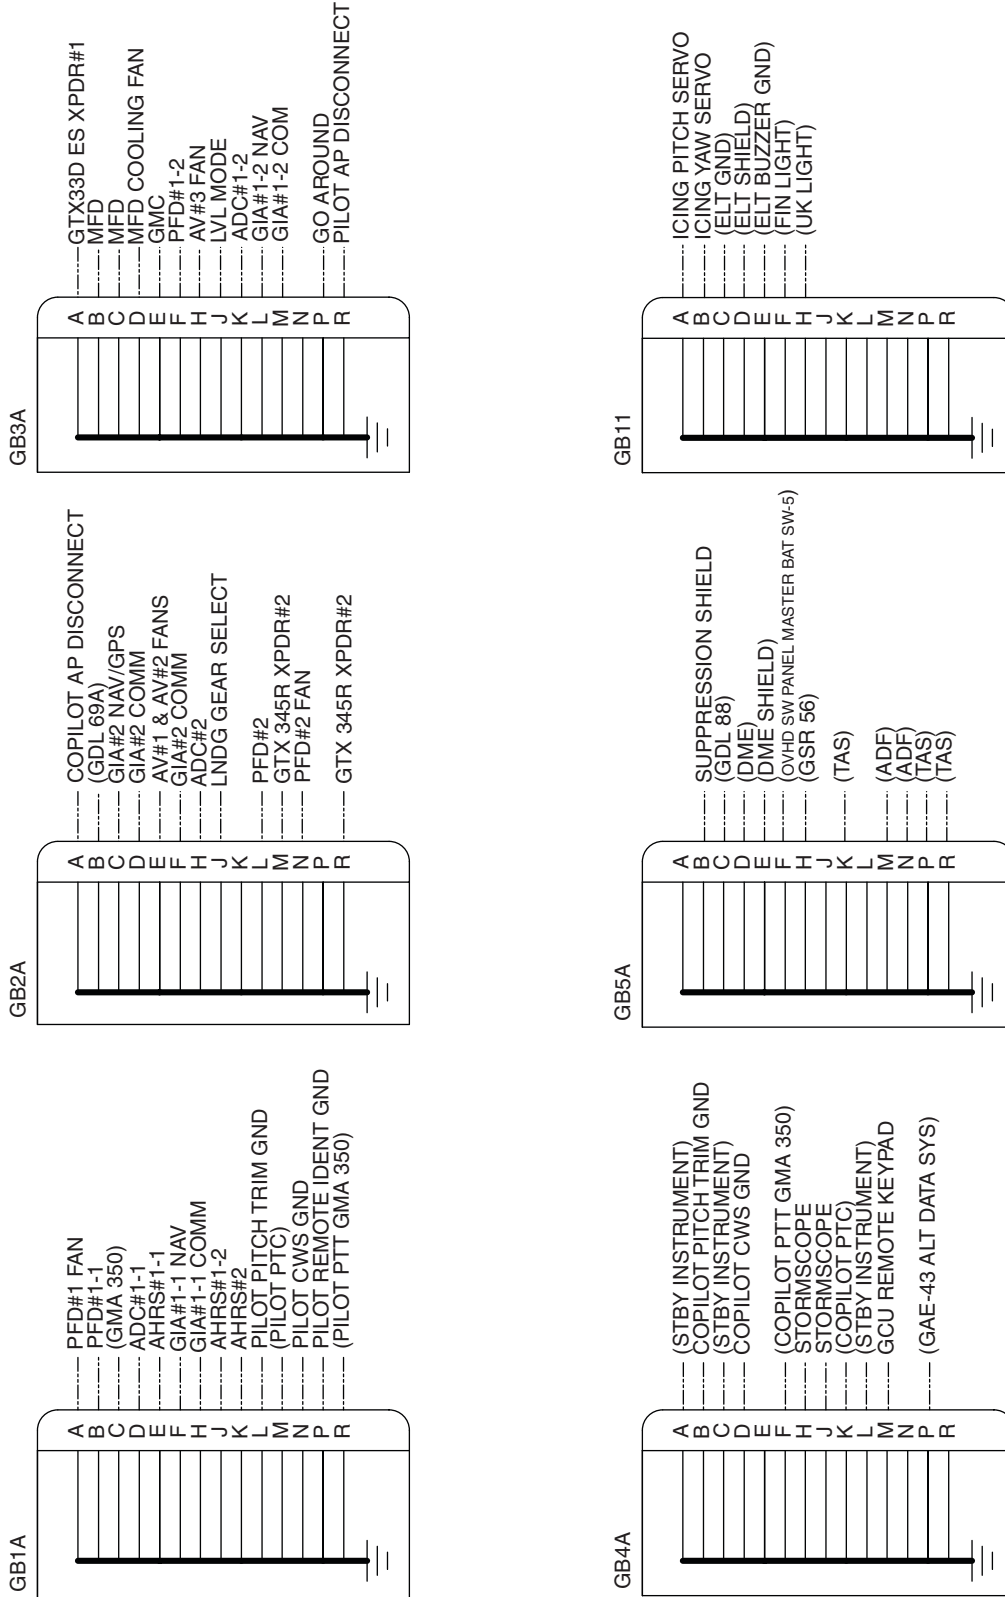 GB1A
A PFD#1 FAN
B PFD#1-1
C (GMA 350)
D ADC#1-1
E AHRS#1-1
F GIA#1-1 NAV
H GIA#1-1 COMM
J AHRS#1-2
K AHRS#2
L PILOT PITCH TRIM GND
M (PILOT PTC)
N PILOT CWS GND
P PILOT REMOTE IDENT GND
R (PILOT PTT GMA 350)
GB2A
A COPILOT AP DISCONNECT
B (GDL 69A)
C GIA#2 NAV/GPS
D GIA#2 COMM
E AV#1 & AV#2 FANS
F GIA#2 COMM
H ADC#2
J LNDG GEAR SELECT
K
L PFD#2
M GTX 345R XPDR#2
N PFD#2 FAN
P
R GTX 345R XPDR#2
GB3A
A GTX33D ES XPDR#1
B MFD
C MFD
D MFD COOLING FAN
E GMC
F PFD#1-2
H AV#3 FAN
J LVL MODE
K ADC#1-2
L GIA#1-2 NAV
M GIA#1-2 COM
N
P GO AROUND
R PILOT AP DISCONNECT
GB4A
A (STBY INSTRUMENT)
B COPILOT PITCH TRIM GND
C (STBY INSTRUMENT)
D COPILOT CWS GND
E
F (COPILOT PTT GMA 350)
H STORMSCOPE
J STORMSCOPE
K (COPILOT PTC)
L (STBY INSTRUMENT)
M GCU REMOTE KEYPAD
N
P (GAE-43 ALT DATA SYS)
R
GB5A
A
B SUPPRESSION SHIELD
C (GDL 88)
D (DME)
E (DME SHIELD)
F (OVHD SW PANEL MASTER BAT SW-5)
H (GSR 56)
J
K (TAS)
L
M (ADF)
N (ADF)
P (TAS)
R (TAS)
GB11
A ICING PITCH SERVO
B ICING YAW SERVO
C (ELT GND)
D (ELT SHIELD)
E (ELT BUZZER GND)
F (FIN LIGHT)
H (UK LIGHT)
J
K
L
M
N
P
R